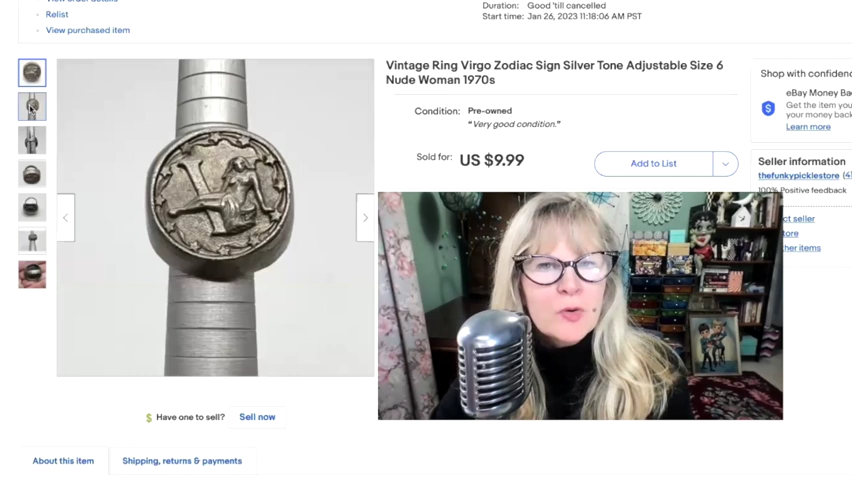 Duration: Good 'till cancelled
Relist
Start time: Jan 26, 2023 11:18:06 AM PST
View purchased item
Vintage Ring Virgo Zodiac Sign Silver Tone Adjustable Size 6
Nude Woman 1970s
Condition: Pre-owned
“Very good condition.”
Sold for: US $9.99
Add to List
Shop with confidenc
eBay Money Ba
Get the item you
your money back
Learn more
Seller information
thefunkypicklestore (4
100% Positive feedback
ct seller
tore
her items
V
$ Have one to sell? Sell now
About this item
Shipping, returns & payments